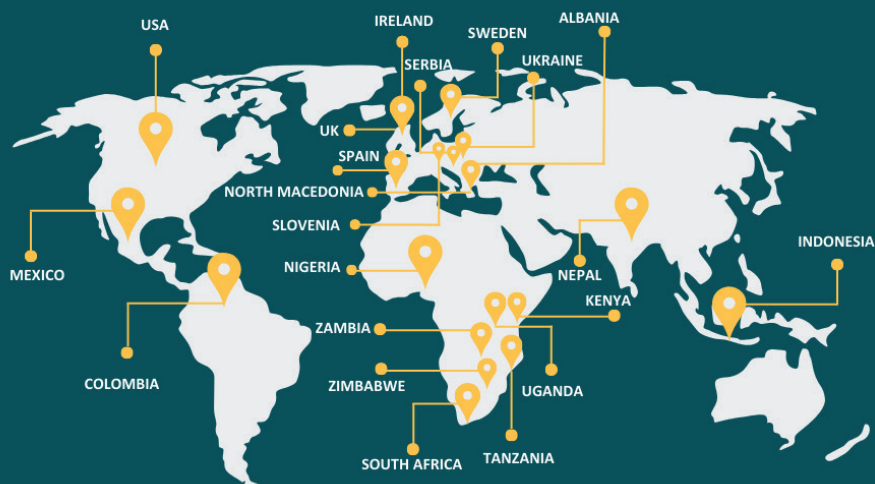 USA
IRELAND
ALBANIA
SWEDEN
SERBIA
UKRAINE
UK
SPAIN
NORTH MACEDONIA
SLOVENIA
INDONESIA
MEXICO
NIGERIA
NEPAL
KENYA
ZAMBIA
COLOMBIA
ZIMBABWE
UGANDA
SOUTH AFRICA
TANZANIA